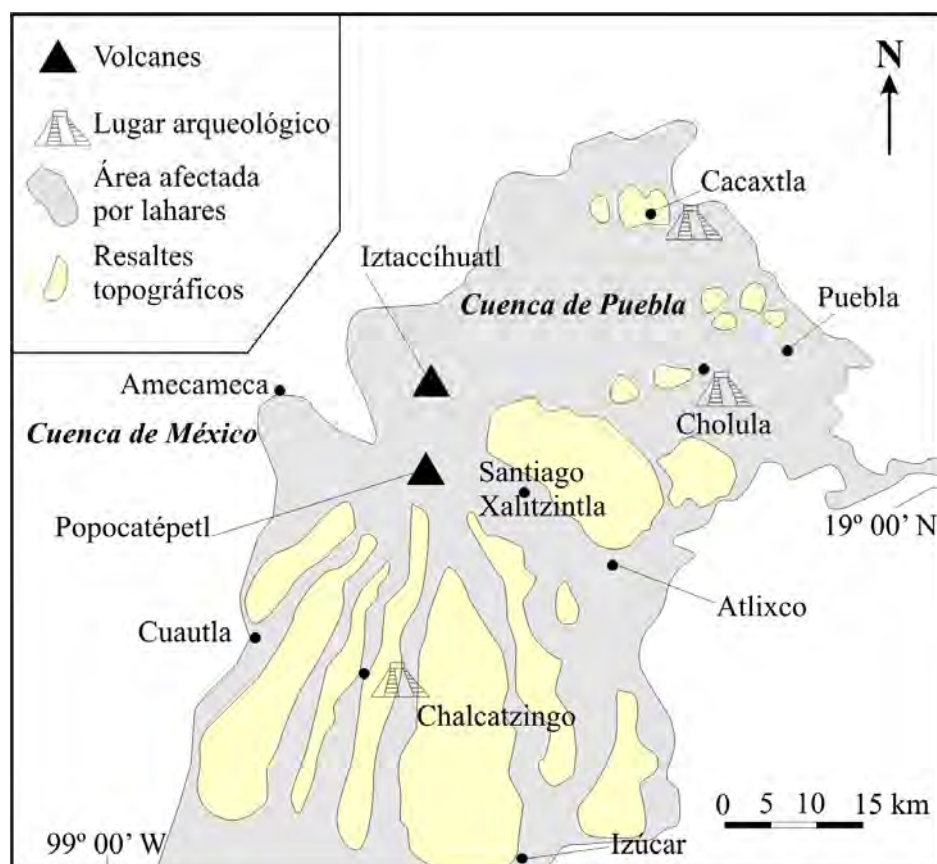 Volcanes
Lugar arqueológico
Área afectada
por lahares
Resaltes
topográficos
N
Cacaxtla
Iztaccíhuatl
Cuenca de Puebla
Puebla
Amecameca
Cuenca de México
Cholula
Santiago
Xalitzintla
Popocatépetl
19º 00' N
Atlixco
Cuautla
Chalcatzingo
0 5 10 15 km
99º 00' W
Izúcar